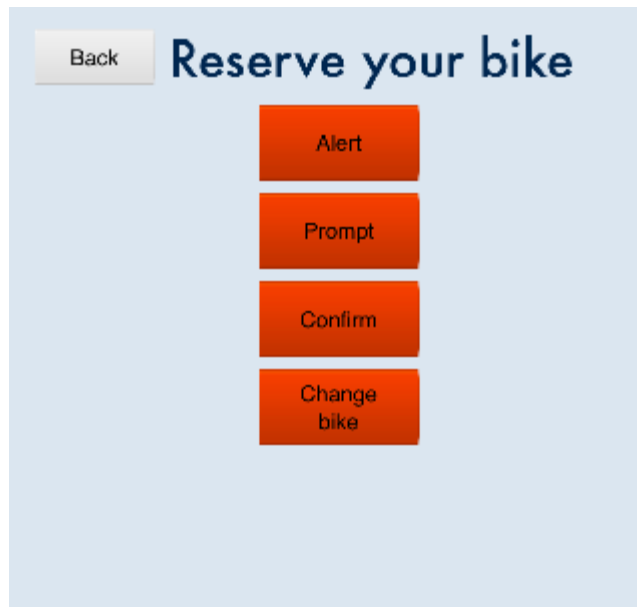 Back
Reserve your bike
Alert
Prompt
Confirm
Change
bike